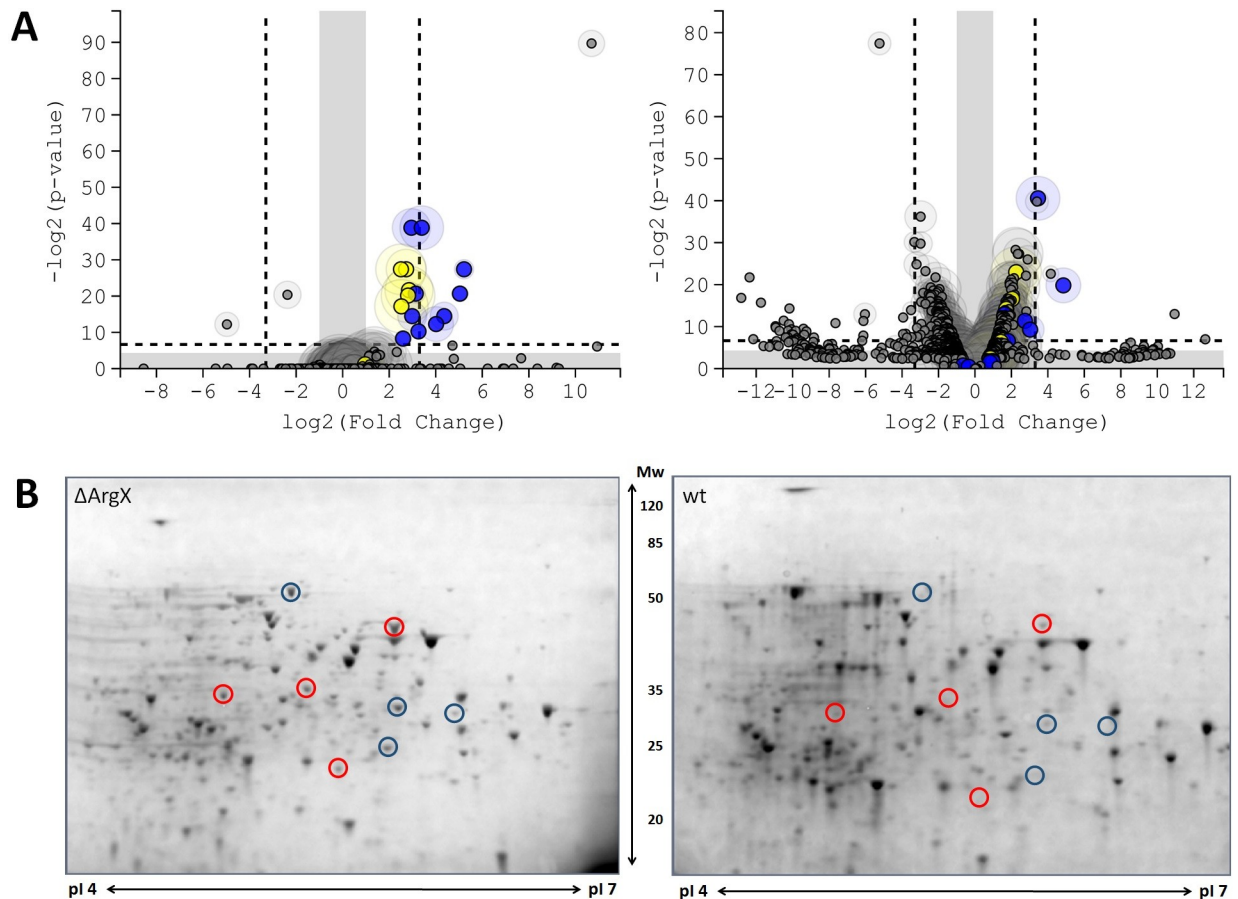 A
90
80
70
60
50
40
30
20
10
0
-log2(p-value)
-8 -6 -4 -2 0 2 4 6 8 10
log2(Fold Change)
80
70
60
50
40
30
20
10
0
-log2(p-value)
-12 -10 -8 -6 -4 -2 0 2 4 6 8 10 12
log2(Fold Change)
B
ΔArgX
Mw
120
85
50
35
25
20
wt
pI 4
pI 7
pI 4
pI 7